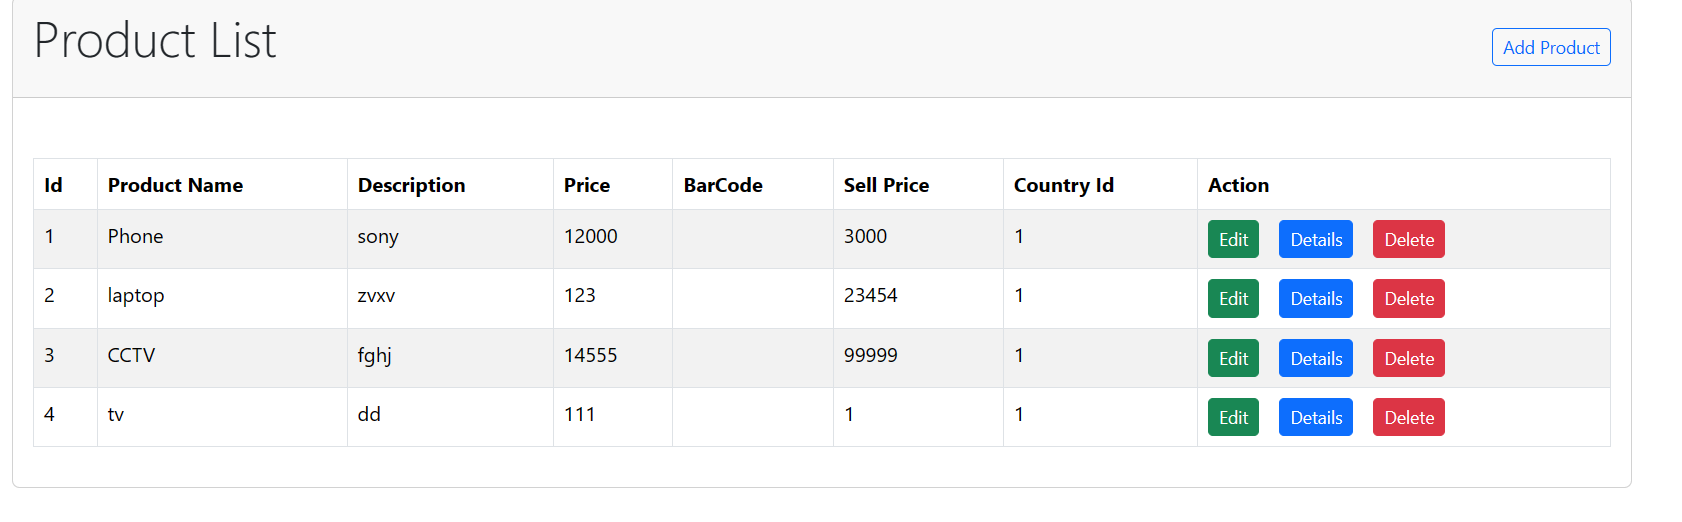 Product List
Add Product
Id Product Name Description Price BarCode Sell Price Country Id Action
1 Phone sony 12000 3000 1 Edit Details Delete
2 laptop zvxv 123 23454 1 Edit Details Delete
3 CCTV fghj 14555 99999 1 Edit Details Delete
4 tv dd 111 1 1 Edit Details Delete